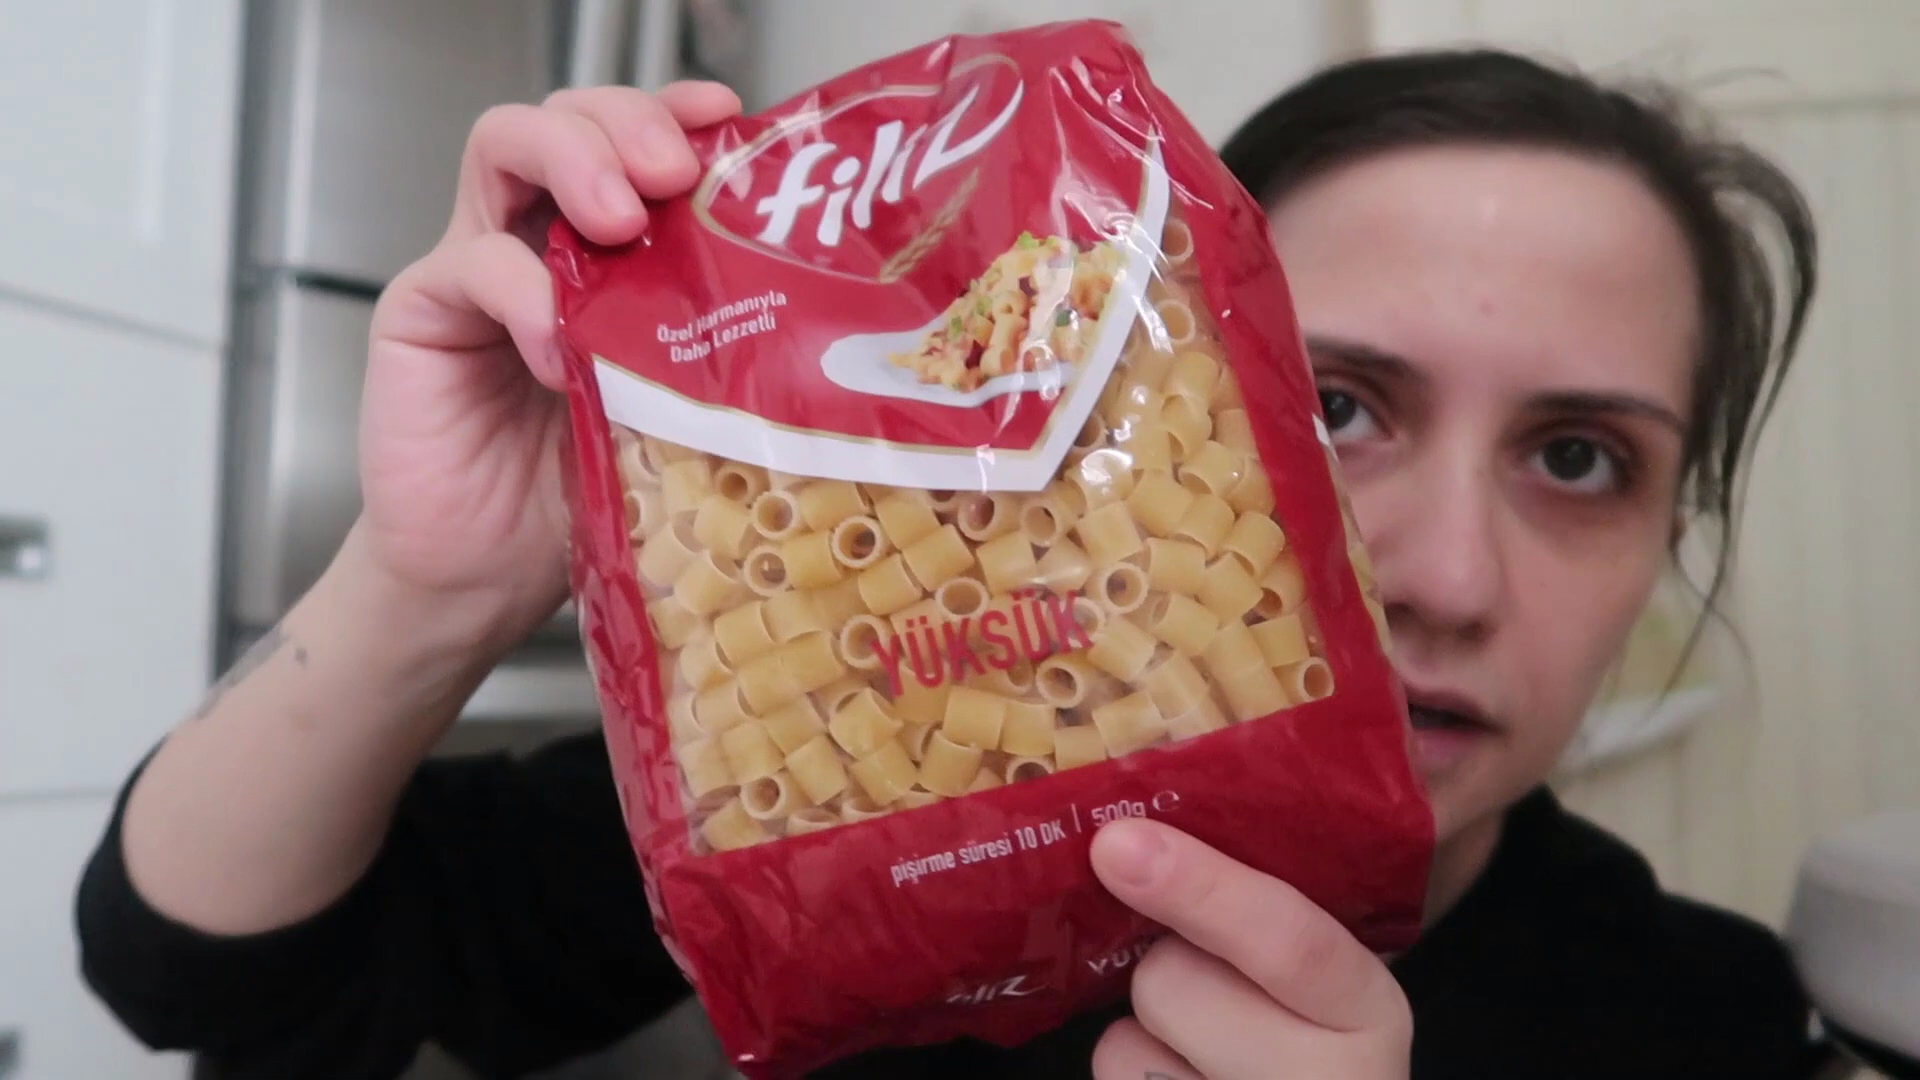 filiz
Özel Harmanıyla
Daha Lezzetli
YÜKSÜK
pişirme süresi 10 DK | 500g ℮
filiz